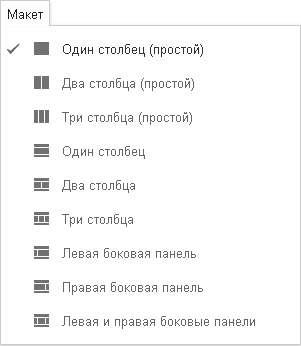 Макет
Один столбец (простой)
Два столбца (простой)
Три столбца (простой)
Один столбец
Два столбца
Три столбца
Левая боковая панель
Правая боковая панель
Левая и правая боковые панели